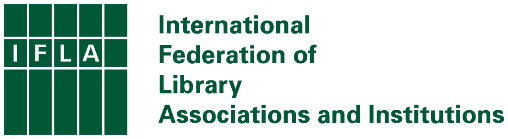 IFLA
International
Federation of
Library
Associations and Institutions